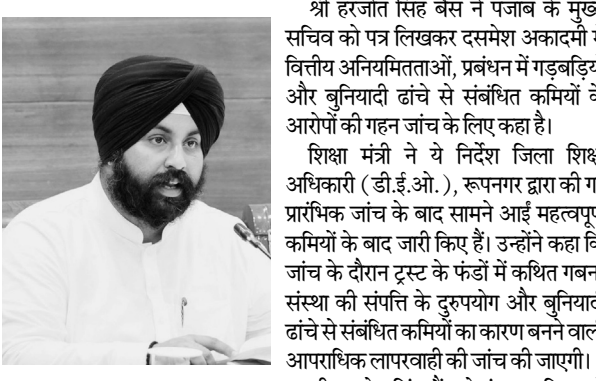 श्री हरजोत सिंह बैंस ने पंजाब के मुख्य
सचिव को पत्र लिखकर दसमेश अकादमी
वित्तीय अनियमितताओं, प्रबंधन में गड़बड़िय
और बुनियादी ढांचे से संबंधित कमियों के
आरोपों की गहन जांच के लिए कहा है।
शिक्षा मंत्री ने ये निर्देश जिला शिक्षा
अधिकारी (डी.ई.ओ.), रूपनगर द्वारा की ग
प्रारंभिक जांच के बाद सामने आईं महत्वपूर्
कमियों के बाद जारी किए हैं। उन्होंने कहा कि
जांच के दौरान ट्रस्ट के फंडों में कथित गबन
संस्था की संपत्ति के दुरुपयोग और बुनियाद
ढांचे से संबंधित कमियों का कारण बनने वाल
आपराधिक लापरवाही की जांच की जाएगी।